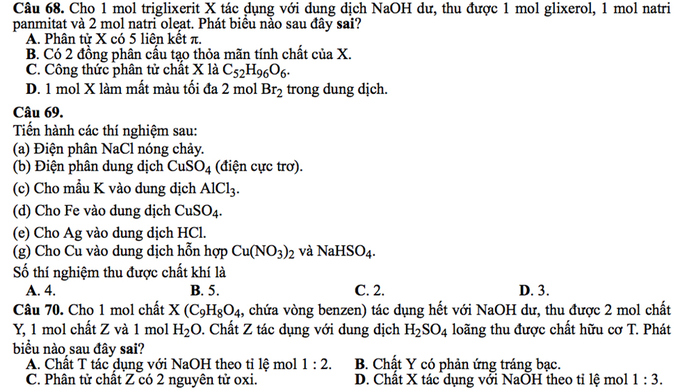 Câu 68. Cho 1 mol triglixerit X tác dụng với dung dịch NaOH dư, thu được 1 mol glixerol, 1 mol natri
panmitat và 2 mol natri oleat. Phát biểu nào sau đây sai?
A. Phân tử X có 5 liên kết π.
B. Có 2 đồng phân cấu tạo thỏa mãn tính chất của X.
C. Công thức phân tử chất X là C₅₂H₉₆O₆.
D. 1 mol X làm mất màu tối đa 2 mol Br₂ trong dung dịch.
Câu 69.
Tiến hành các thí nghiệm sau:
(a) Điện phân NaCl nóng chảy.
(b) Điện phân dung dịch CuSO₄ (điện cực trơ).
(c) Cho mẩu K vào dung dịch AlCl₃.
(d) Cho Fe vào dung dịch CuSO₄.
(e) Cho Ag vào dung dịch HCl.
(g) Cho Cu vào dung dịch hỗn hợp Cu(NO₃)₂ và NaHSO₄.
Số thí nghiệm thu được chất khí là
A. 4. B. 5. C. 2. D. 3.
Câu 70. Cho 1 mol chất X (C₉H₈O₄, chứa vòng benzen) tác dụng hết với NaOH dư, thu được 2 mol chất
Y, 1 mol chất Z và 1 mol H₂O. Chất Z tác dụng với dung dịch H₂SO₄ loãng thu được chất hữu cơ T. Phát
biểu nào sau đây sai?
A. Chất T tác dụng với NaOH theo tỉ lệ mol 1 : 2. B. Chất Y có phản ứng tráng bạc.
C. Phân tử chất Z có 2 nguyên tử oxi. D. Chất X tác dụng với NaOH theo tỉ lệ mol 1 : 3.